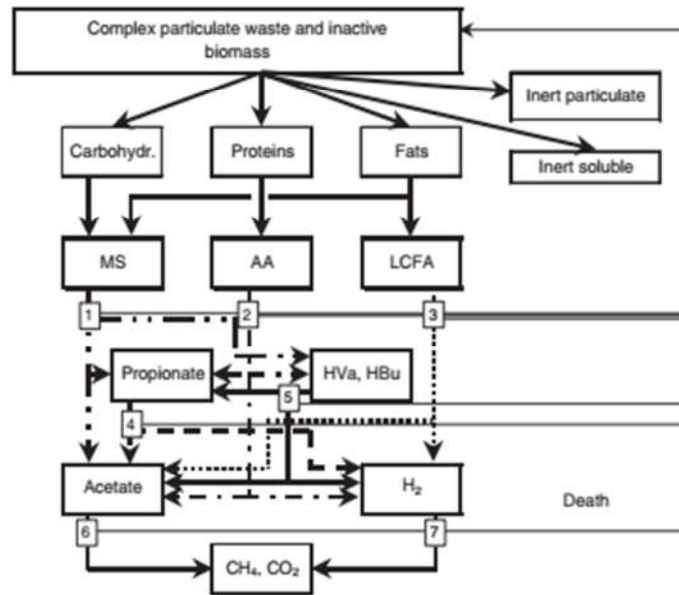 Complex particulate waste and inactive
biomass
Inert particulate
Carbohydr.
Proteins
Fats
Inert soluble
MS
AA
LCFA
1
2
3
Propionate
HVa, HBu
5
4
Acetate
H₂
Death
6
7
CH₄, CO₂